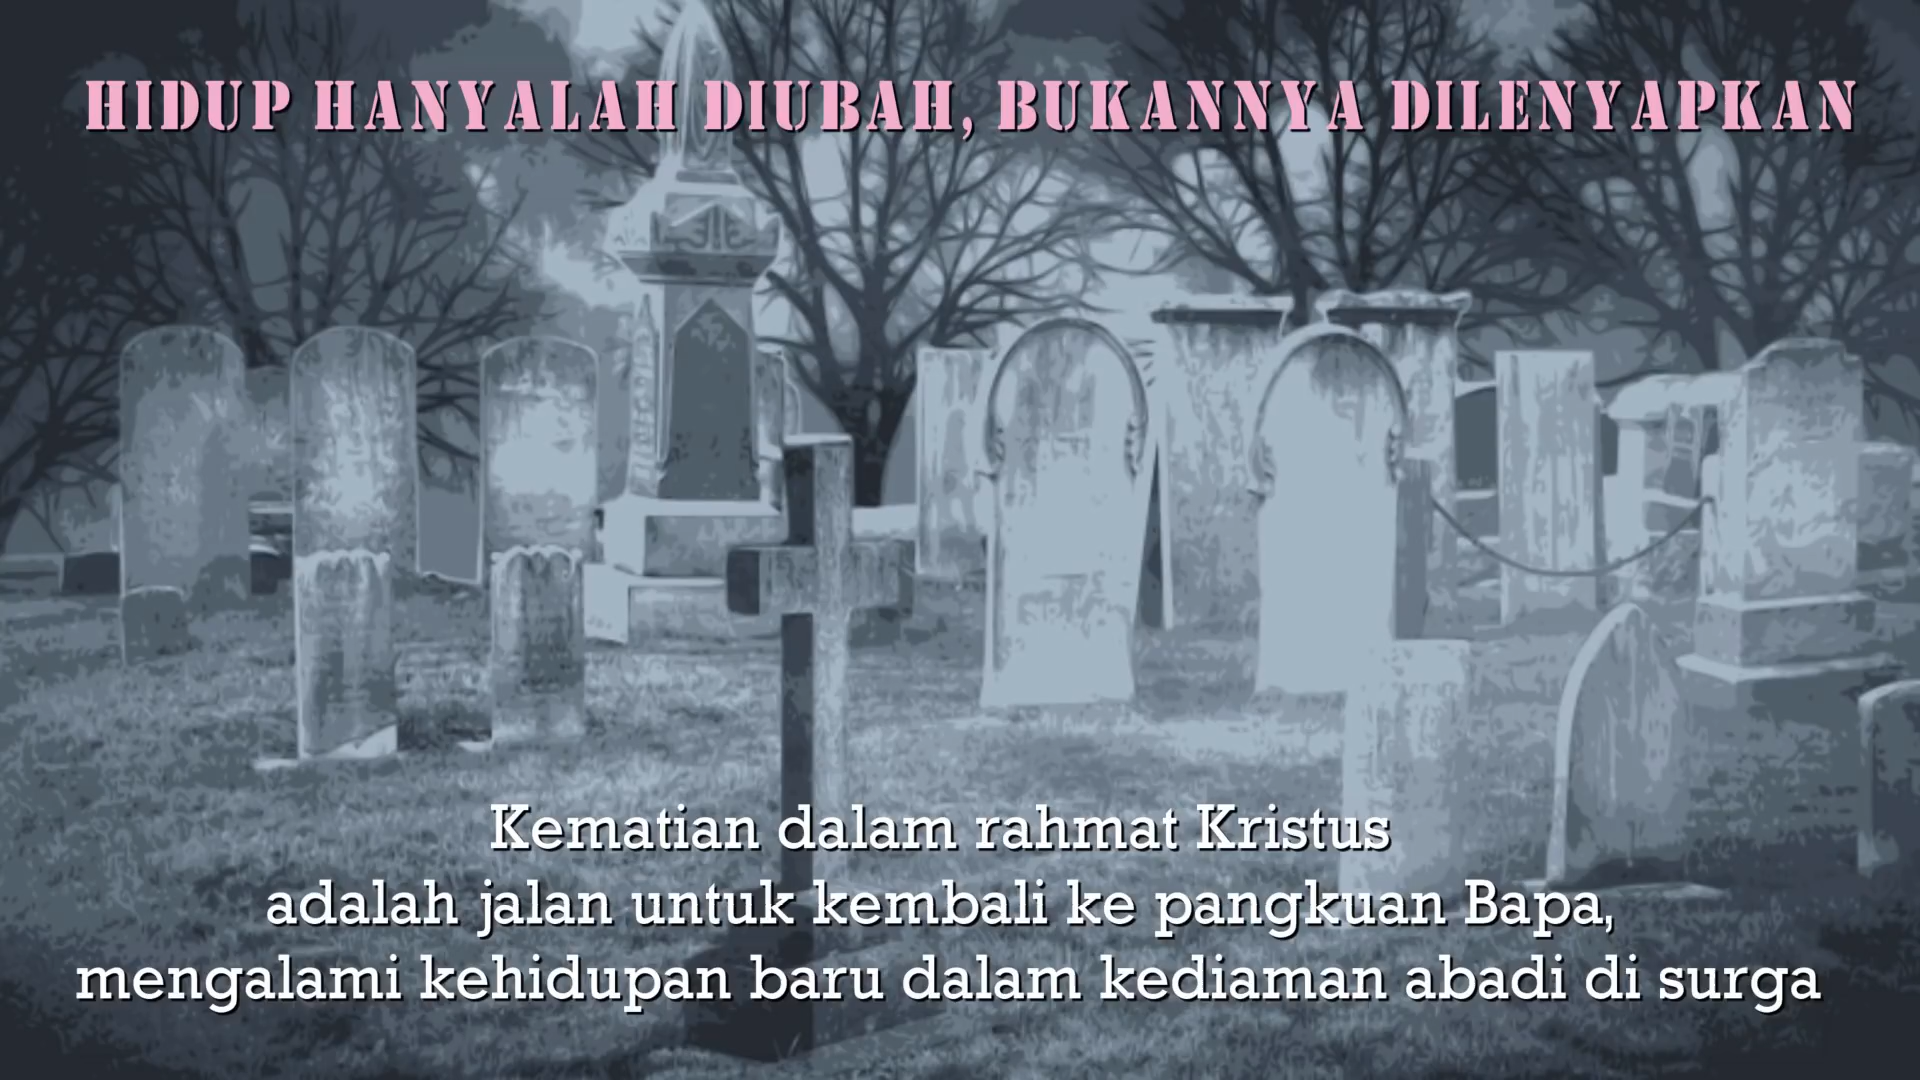 HIDUP HANYALAH DIUBAH, BUKANNYA DILENYAPKAN
Kematian dalam rahmat Kristus
adalah jalan untuk kembali ke pangkuan Bapa,
mengalami kehidupan baru dalam kediaman abadi di surga